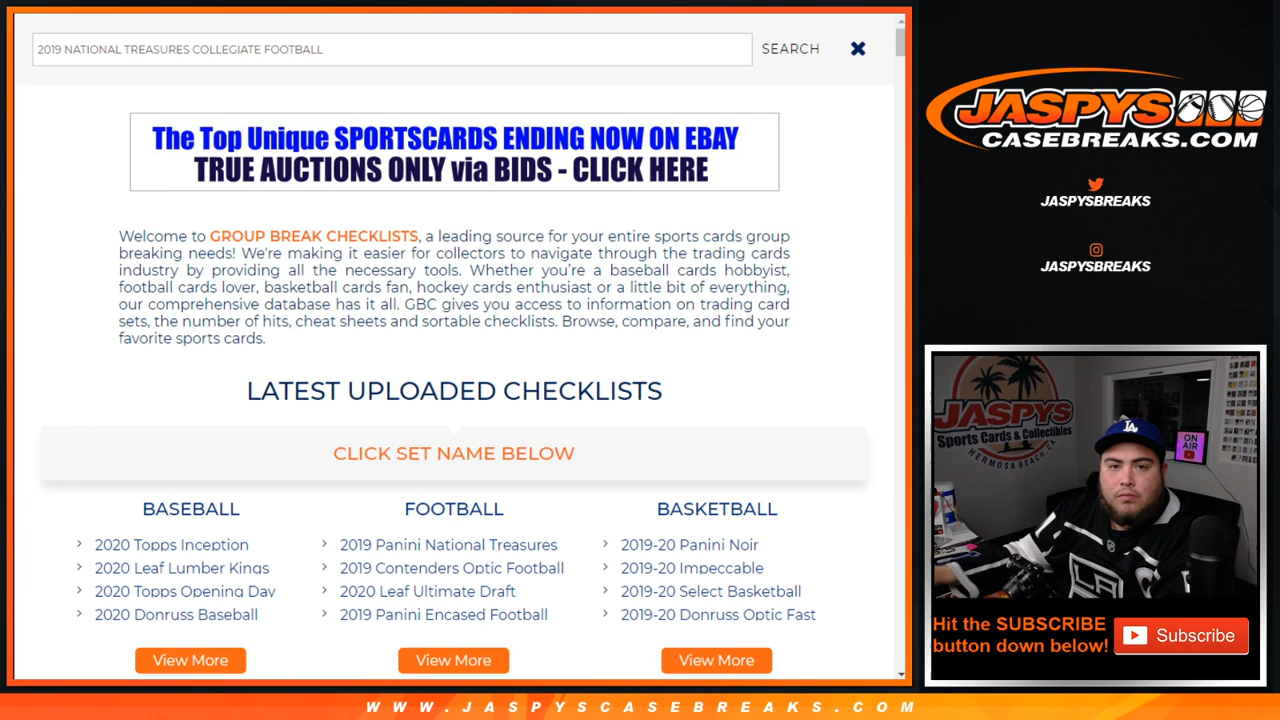 2019 NATIONAL TREASURES COLLEGIATE FOOTBALL
SEARCH
The Top Unique SPORTSCARDS ENDING NOW ON EBAY
TRUE AUCTIONS ONLY via BIDS - CLICK HERE
Welcome to GROUP BREAK CHECKLISTS, a leading source for your entire sports cards group
breaking needs! We're making it easier for collectors to navigate through the trading cards
industry by providing all the necessary tools. Whether you're a baseball cards hobbyist,
football cards lover, basketball cards fan, hockey cards enthusiast or a little bit of everything,
our comprehensive database has it all. GBC gives you access to information on trading card
sets, the number of hits, cheat sheets and sortable checklists. Browse, compare, and find your
favorite sports cards.
LATEST UPLOADED CHECKLISTS
CLICK SET NAME BELOW
BASEBALL
2020 Topps Inception
2020 Leaf Lumber Kings
2020 Topps Opening Day
2020 Donruss Baseball
View More
FOOTBALL
2019 Panini National Treasures
2019 Contenders Optic Football
2020 Leaf Ultimate Draft
2019 Panini Encased Football
View More
BASKETBALL
2019-20 Panini Noir
2019-20 Impeccable
2019-20 Select Basketball
2019-20 Donruss Optic Fast
View More
JASPYS
CASEBREAKS.COM
JASPYSBREAKS
JASPYSBREAKS
JASPYS
Sports Cards & Collectibles
HERMOSA BEACH, CA
ON
AIR
LA
LA
Hit the SUBSCRIBE
button down below!
Subscribe
WWW.JASPYSCASEBREAKS.COM